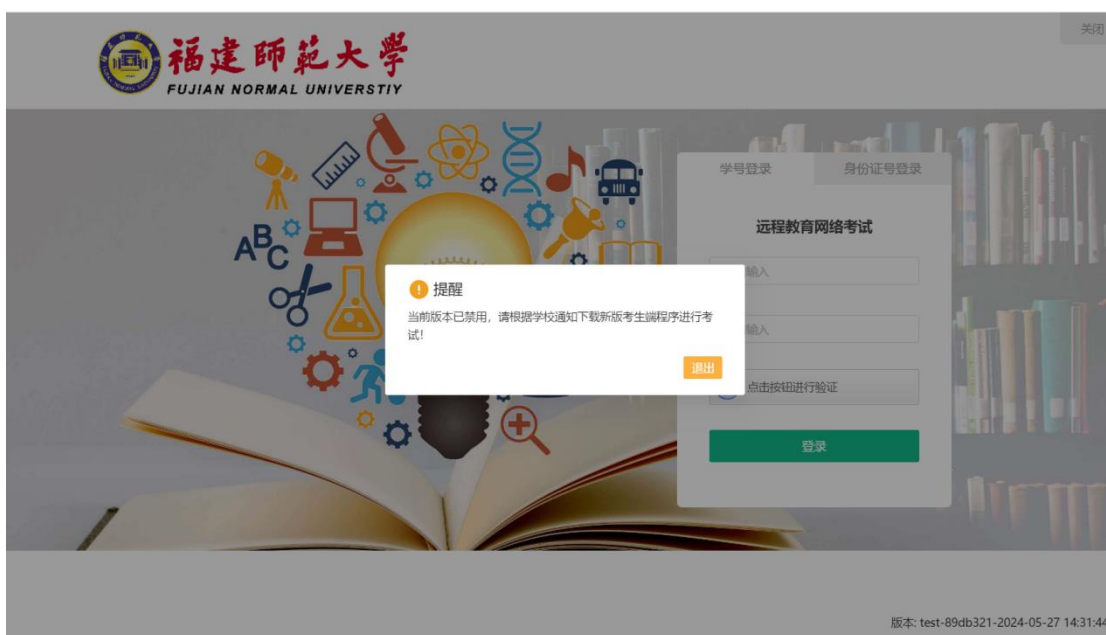 关闭
福建师范大学
FUJIAN NORMAL UNIVERSTIY
学号登录
身份证号登录
远程教育网络考试
ABC
提醒
输入
当前版本已禁用，请根据学校通知下载新版考生端程序进行考
试！
输入
退出
点击按钮进行验证
登录
版本: test-89db321-2024-05-27 14:31:44